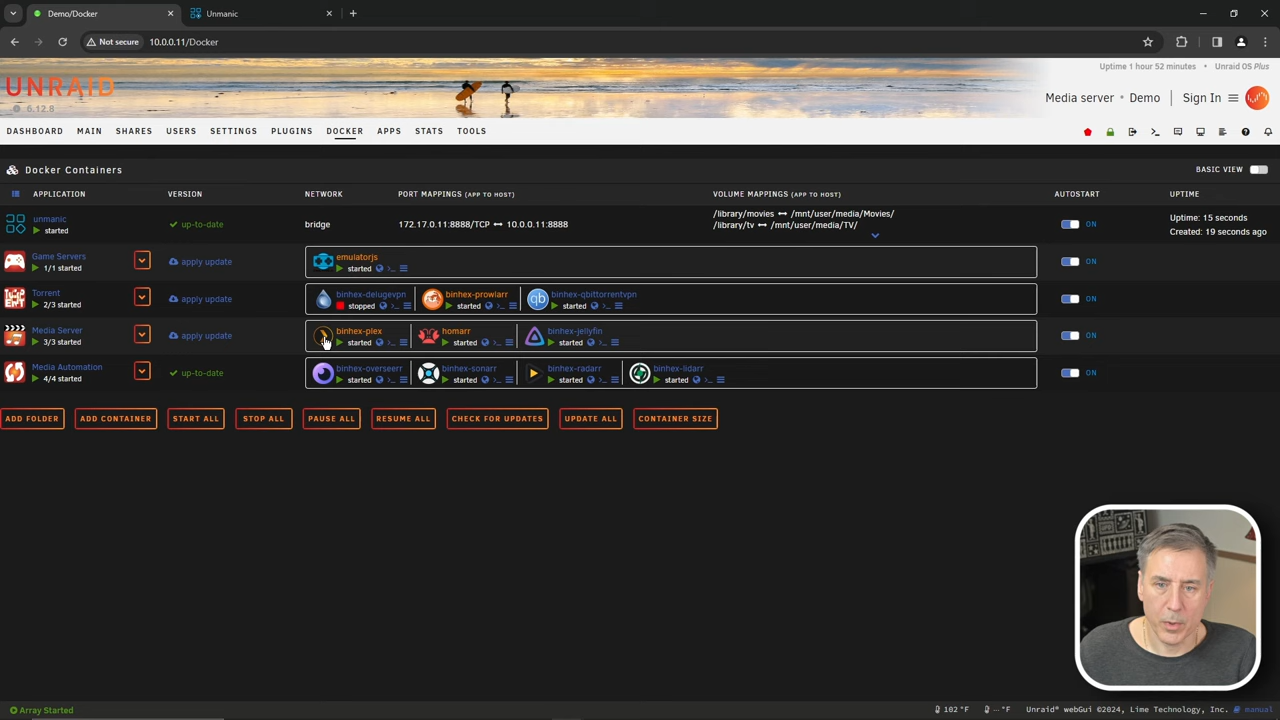 Demo/Docker
Unmanic
Not secure
10.0.0.11/Docker
UNRAID
6.12.8
Uptime 1 hour 52 minutes • Unraid OS Plus
Media server • Demo
Sign In
DASHBOARD MAIN SHARES USERS SETTINGS PLUGINS DOCKER APPS STATS TOOLS
Docker Containers
BASIC VIEW
APPLICATION VERSION NETWORK PORT MAPPINGS (APP TO HOST) VOLUME MAPPINGS (APP TO HOST) AUTOSTART UPTIME
unmanic
started
up-to-date
bridge
172.17.0.11:8888/TCP ↔ 10.0.0.11:8888
/library/movies ↔ /mnt/user/media/Movies/
/library/tv ↔ /mnt/user/media/TV/
ON
Uptime: 15 seconds
Created: 19 seconds ago
Game Servers
1/1 started
apply update
emulatorjs
started
ON
Torrent
2/3 started
apply update
binhex-delugevpn
stopped
binhex-prowlarr
started
binhex-qbittorrentvpn
started
ON
Media Server
3/3 started
apply update
binhex-plex
started
homarr
started
binhex-jellyfin
started
ON
Media Automation
4/4 started
up-to-date
binhex-overseerr
started
binhex-sonarr
started
binhex-radarr
started
binhex-lidarr
started
ON
ADD FOLDER ADD CONTAINER START ALL STOP ALL PAUSE ALL RESUME ALL CHECK FOR UPDATES UPDATE ALL CONTAINER SIZE
Array Started
102 °F
-- °F
Unraid® webGui ©2024, Lime Technology, Inc. manual